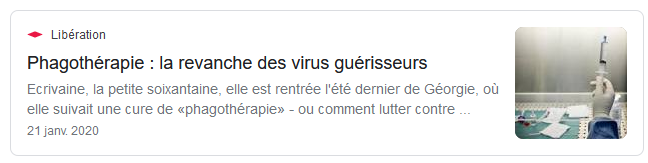 Libération
Phagothérapie : la revanche des virus guérisseurs
Ecrivaine, la petite soixantaine, elle est rentrée l'été dernier de Géorgie, où
elle suivait une cure de «phagothérapie» - ou comment lutter contre ...
21 janv. 2020